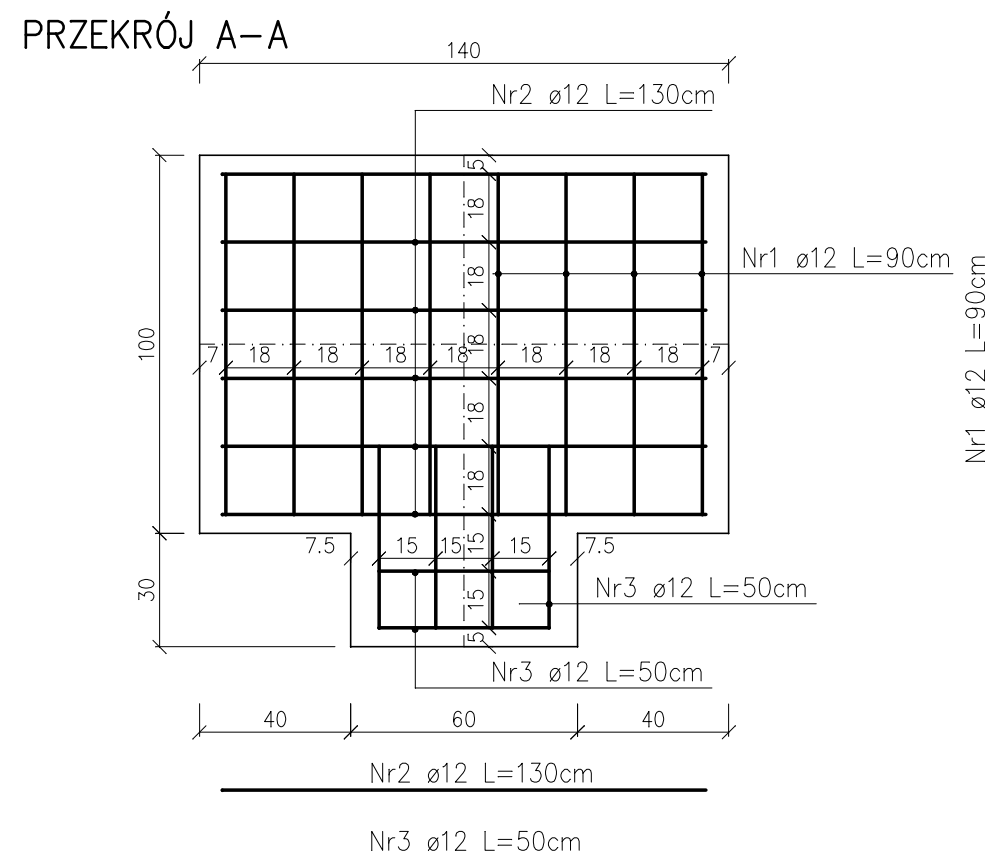 PRZEKRÓJ A-A
140
Nr2 ø12 L=130cm
5
18
18
Nr1 ø12 L=90cm
Nr1 ø12 L=90cm
100
18
7 18 18 18 18 18 18 18 7
18
18
7.5 15 15 15 15 7.5
30
15
Nr3 ø12 L=50cm
5
Nr3 ø12 L=50cm
40 60 40
Nr2 ø12 L=130cm
Nr3 ø12 L=50cm